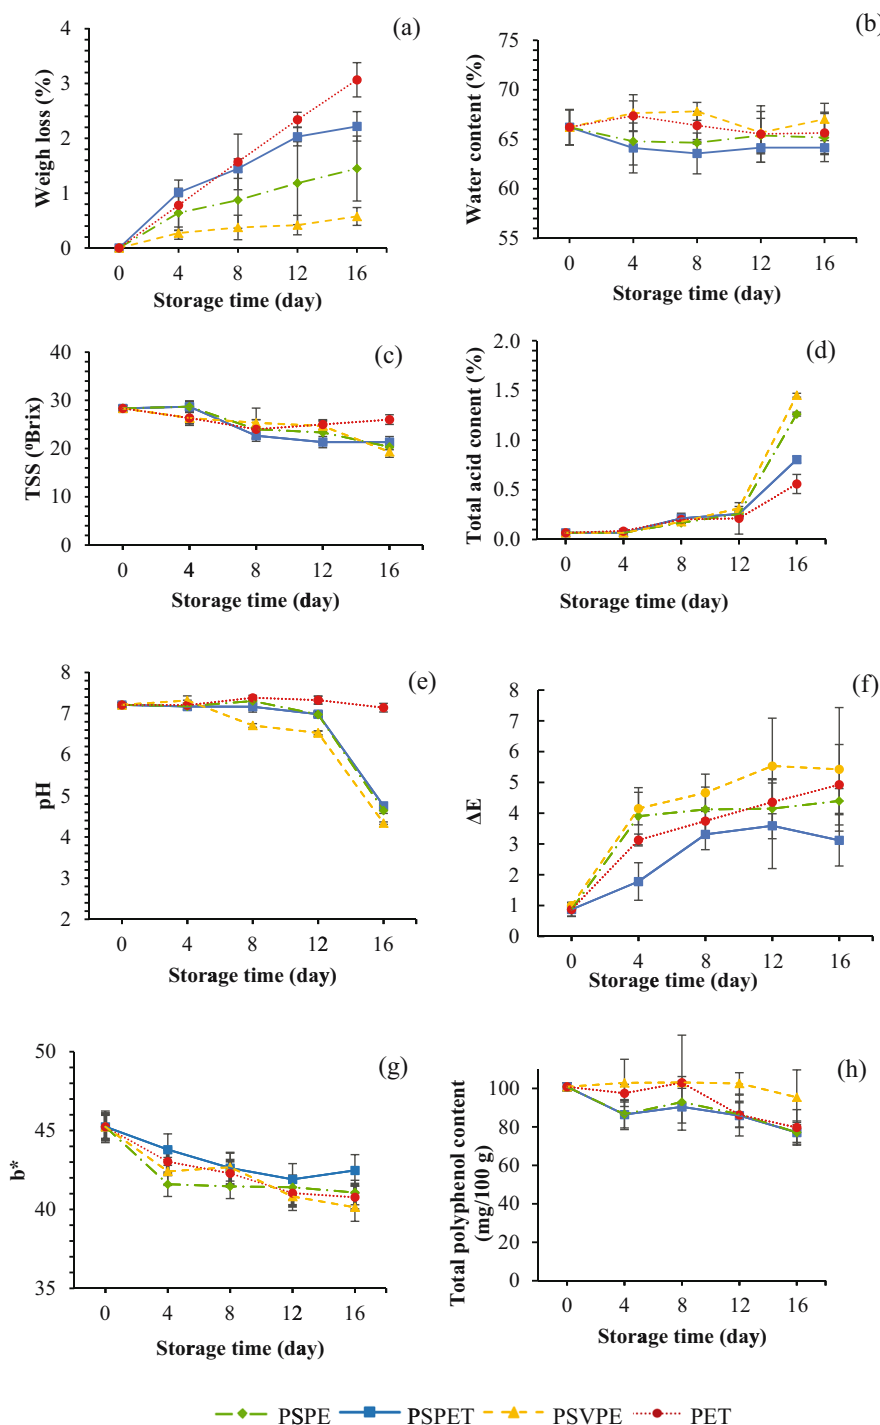 (a)
Weigh loss (%)
4
3
2
1
0
0 4 8 12 16
Storage time (day)
(b)
Water content (%)
75
70
65
60
55
0 4 8 12 16
Storage time (day)
(c)
TSS (ºBrix)
40
30
20
10
0
0 4 8 12 16
Storage time (day)
(d)
Total acid conent (%)
2.0
1.5
1.0
0.5
0.0
0 4 8 12 16
Storage time (day)
(e)
pH
8
7
6
5
4
3
2
0 4 8 12 16
Storage time (day)
(f)
ΔE
8
7
6
5
4
3
2
1
0
0 4 8 12 16
Storage time (day)
(g)
b*
50
45
40
35
0 4 8 12 16
Storage time (day)
(h)
Total polyphenol content
(mg/100 g)
100
80
60
40
20
0
0 4 8 12 16
Storage time (day)
PSPE PSPET PSVPE PET